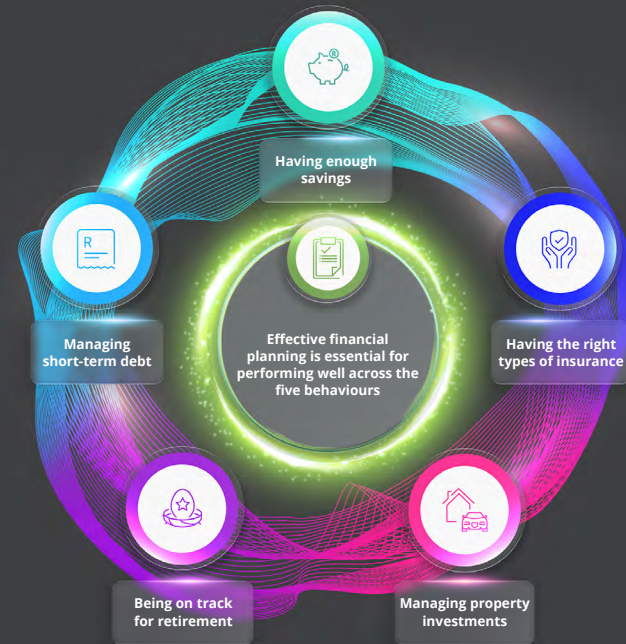 R
Having enough
savings
R
Managing
short-term debt
Having the right
types of insurance
Effective financial
planning is essential for
performing well across the
five behaviours
Being on track
for retirement
Managing property
investments